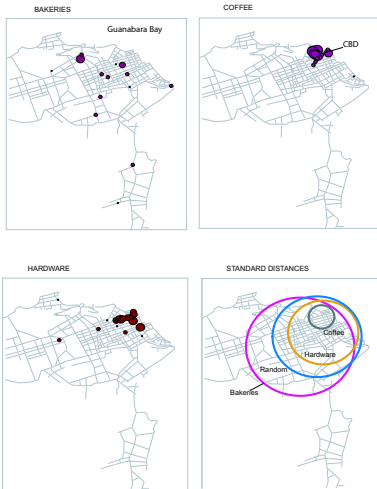 BAKERIES
Guanabara Bay
COFFEE
CBD
HARDWARE
STANDARD DISTANCES
Coffee
Hardware
Random
Bakeries